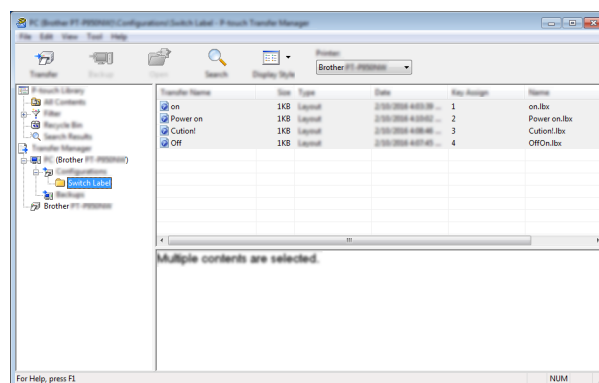 PC (Brother PT-P850NW)\Configurations\Switch Label - P-touch Transfer Manager
File Edit View Tool Help
Transfer Backup Open Search Display Style
Printer:
Brother
P-touch Library
All Contents
Filter
Recycle Bin
Search Results
Transfer Manager
PC (Brother
Configurations
Switch Label
Backups
Brother
Transfer Name Size Type Date Key Assign Name
on 1KB Layout 1 on.lbx
Power on 1KB Layout 2 Power on.lbx
Cution! 1KB Layout 3 Cution!.lbx
Off 1KB Layout 4 OffOn.lbx
Multiple contents are selected.
For Help, press F1 NUM